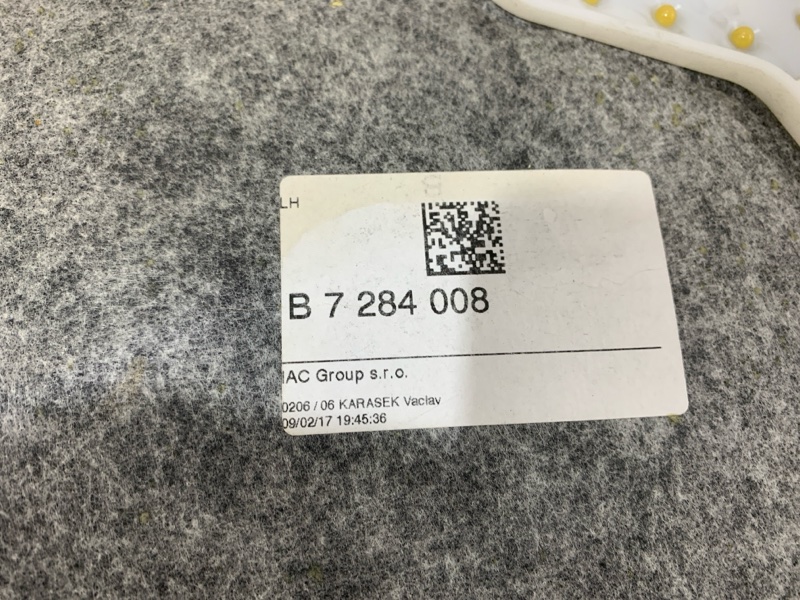 LH
B 7 284 008
IAC Group s.r.o.
0206 / 06 KARASEK Vaclav
09/02/17 19:45:36